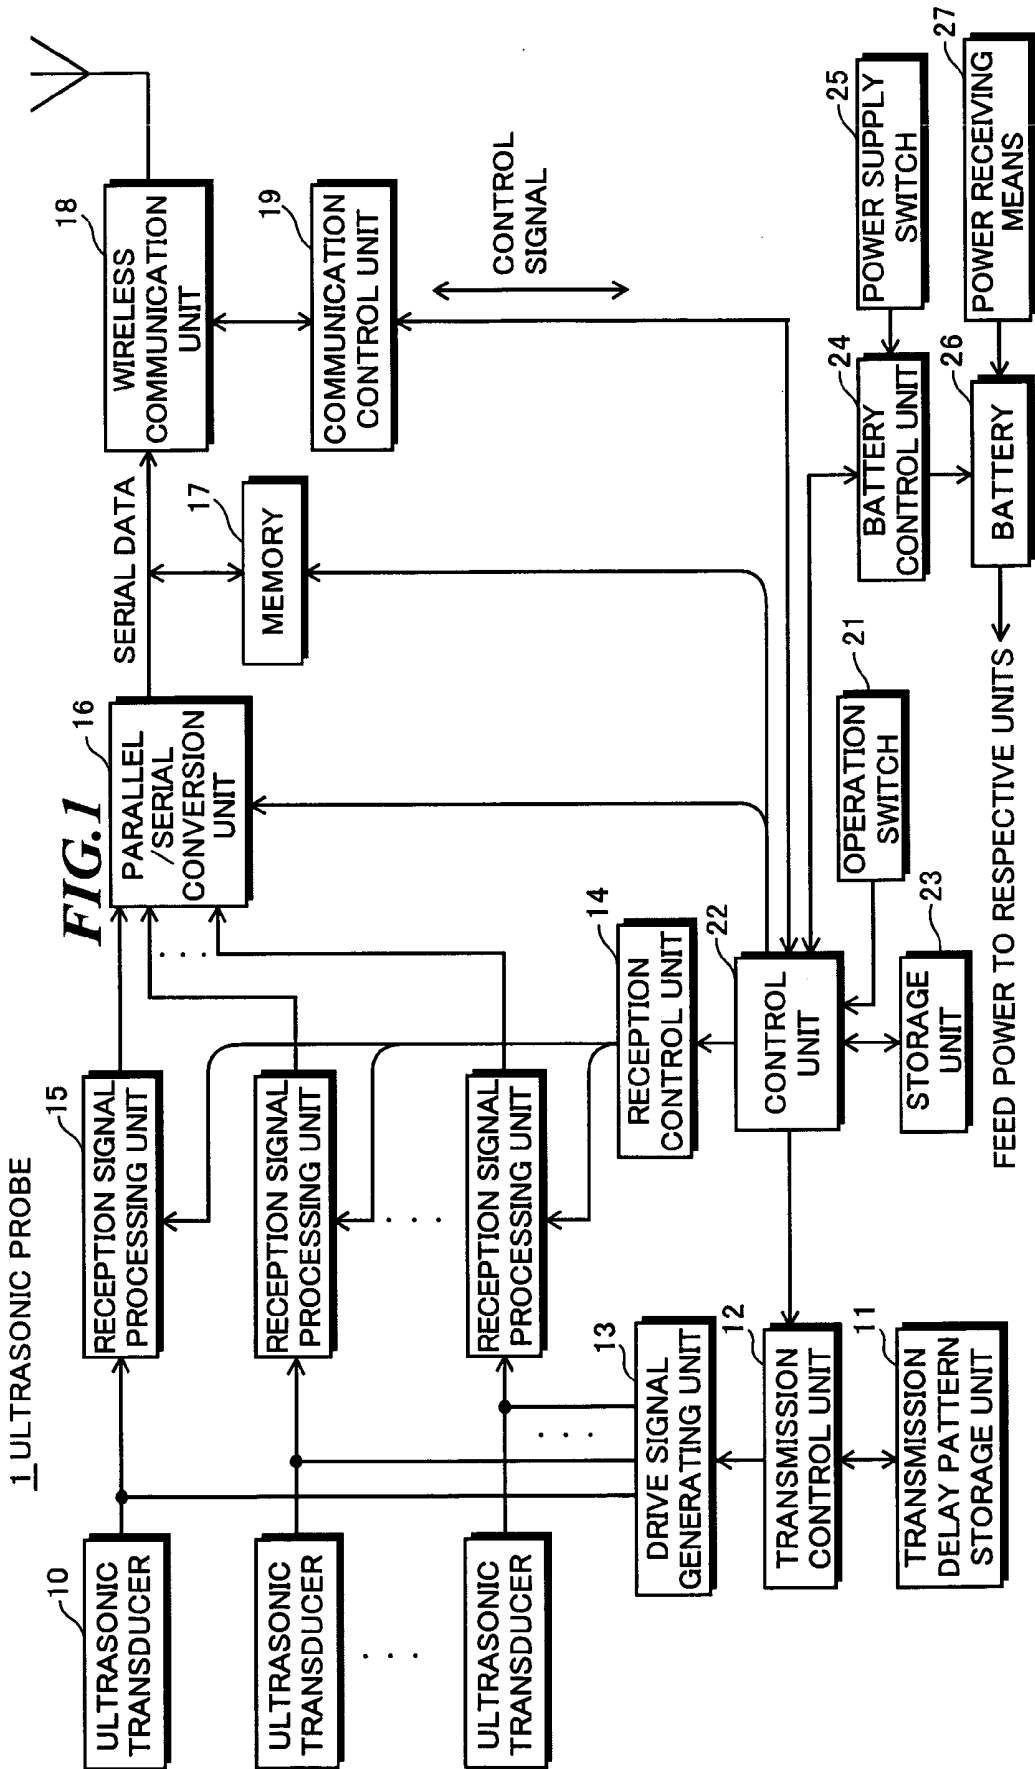 FIG.1
1 ULTRASONIC PROBE
10
ULTRASONIC
TRANSDUCER
ULTRASONIC
TRANSDUCER
ULTRASONIC
TRANSDUCER
15
RECEPTION SIGNAL
PROCESSING UNIT
RECEPTION SIGNAL
PROCESSING UNIT
RECEPTION SIGNAL
PROCESSING UNIT
16
PARALLEL
/SERIAL
CONVERSION
UNIT
SERIAL DATA
17
MEMORY
18
WIRELESS
COMMUNICATION
UNIT
19
COMMUNICATION
CONTROL UNIT
CONTROL
SIGNAL
13
DRIVE SIGNAL
GENERATING UNIT
12
TRANSMISSION
CONTROL UNIT
11
TRANSMISSION
DELAY PATTERN
STORAGE UNIT
14
RECEPTION
CONTROL UNIT
22
CONTROL
UNIT
23
STORAGE
UNIT
21
OPERATION
SWITCH
24
BATTERY
CONTROL UNIT
25
POWER SUPPLY
SWITCH
26
BATTERY
27
POWER RECEIVING
MEANS
FEED POWER TO RESPECTIVE UNITS